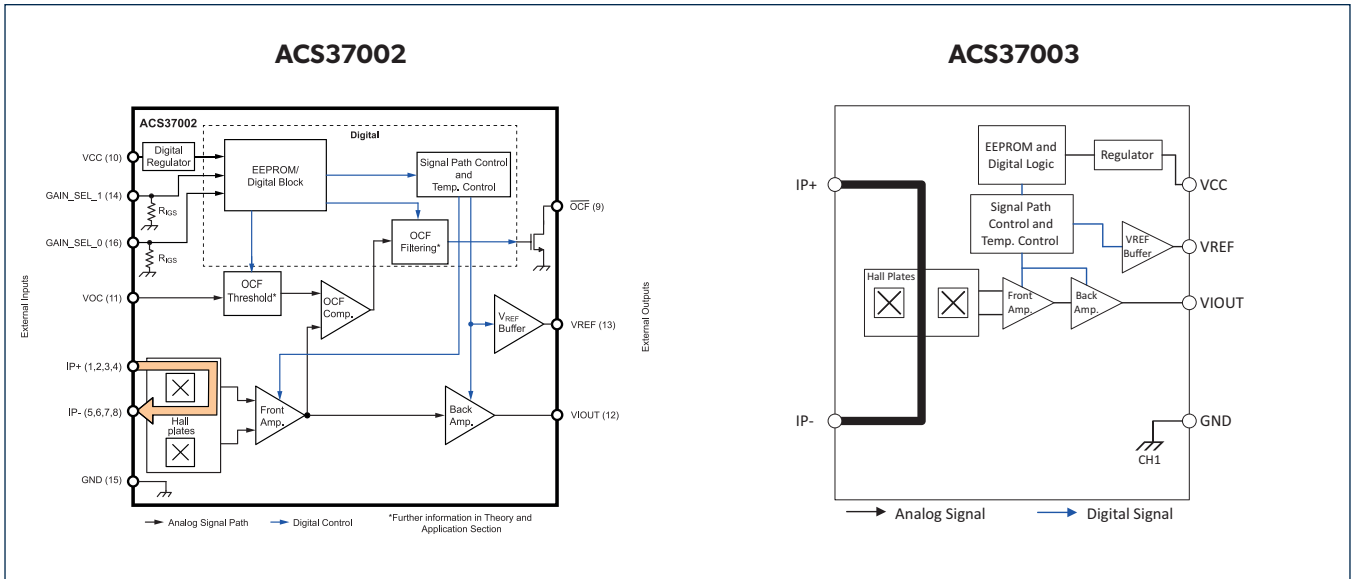 ACS37002
ACS37003
ACS37002
Digital
VCC (10)
Digital
Regulator
EEPROM/
Digital Block
Signal Path Control
and
Temp. Control
GAIN_SEL_1 (14)
RIGS
GAIN_SEL_0 (16)
RIGS
OCF
Filtering*
OCF (9)
External Inputs
VOC (11)
OCF
Threshold*
OCF
Comp.
VREF
Buffer
VREF (13)
External Outputs
IP+ (1,2,3,4)
IP- (5,6,7,8)
Hall
plates
Front
Amp.
Back
Amp.
VIOUT (12)
GND (15)
Analog Signal Path
Digital Control
*Further information in Theory and
Application Section
EEPROM and
Digital Logic
Regulator
IP+
VCC
Signal Path
Control and
Temp. Control
VREF
Buffer
VREF
Hall Plates
Front
Amp.
Back
Amp.
VIOUT
IP-
GND
CH1
Analog Signal
Digital Signal